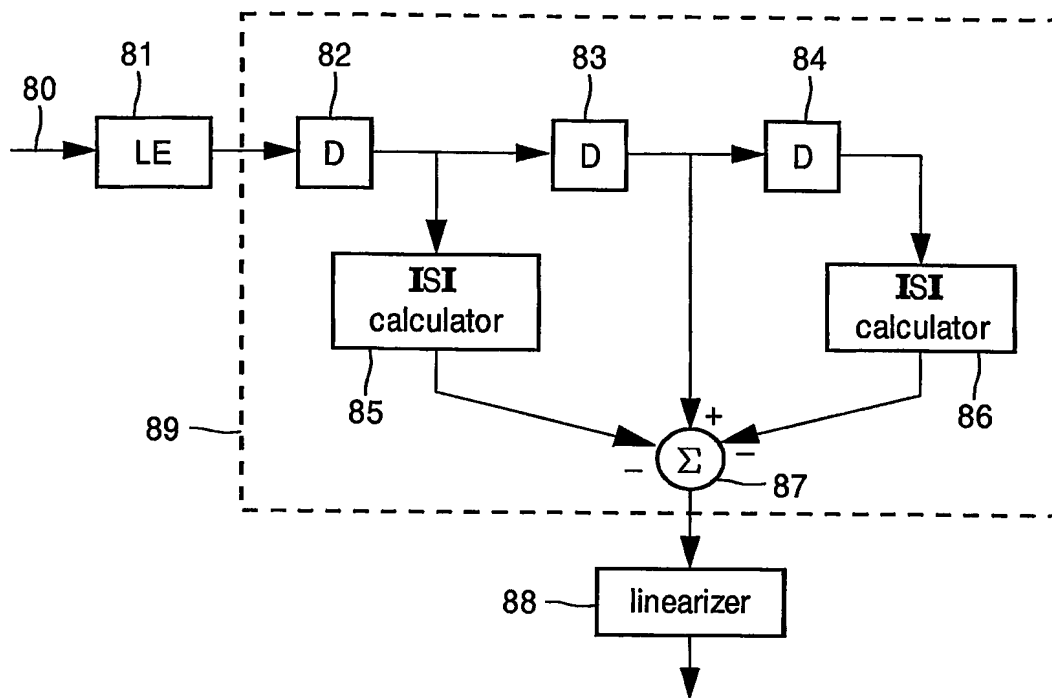 80
81
82
83
84
LE
D
D
D
ISI
calculator
ISI
calculator
85
86
89
+
−
−
Σ
87
88
linearizer